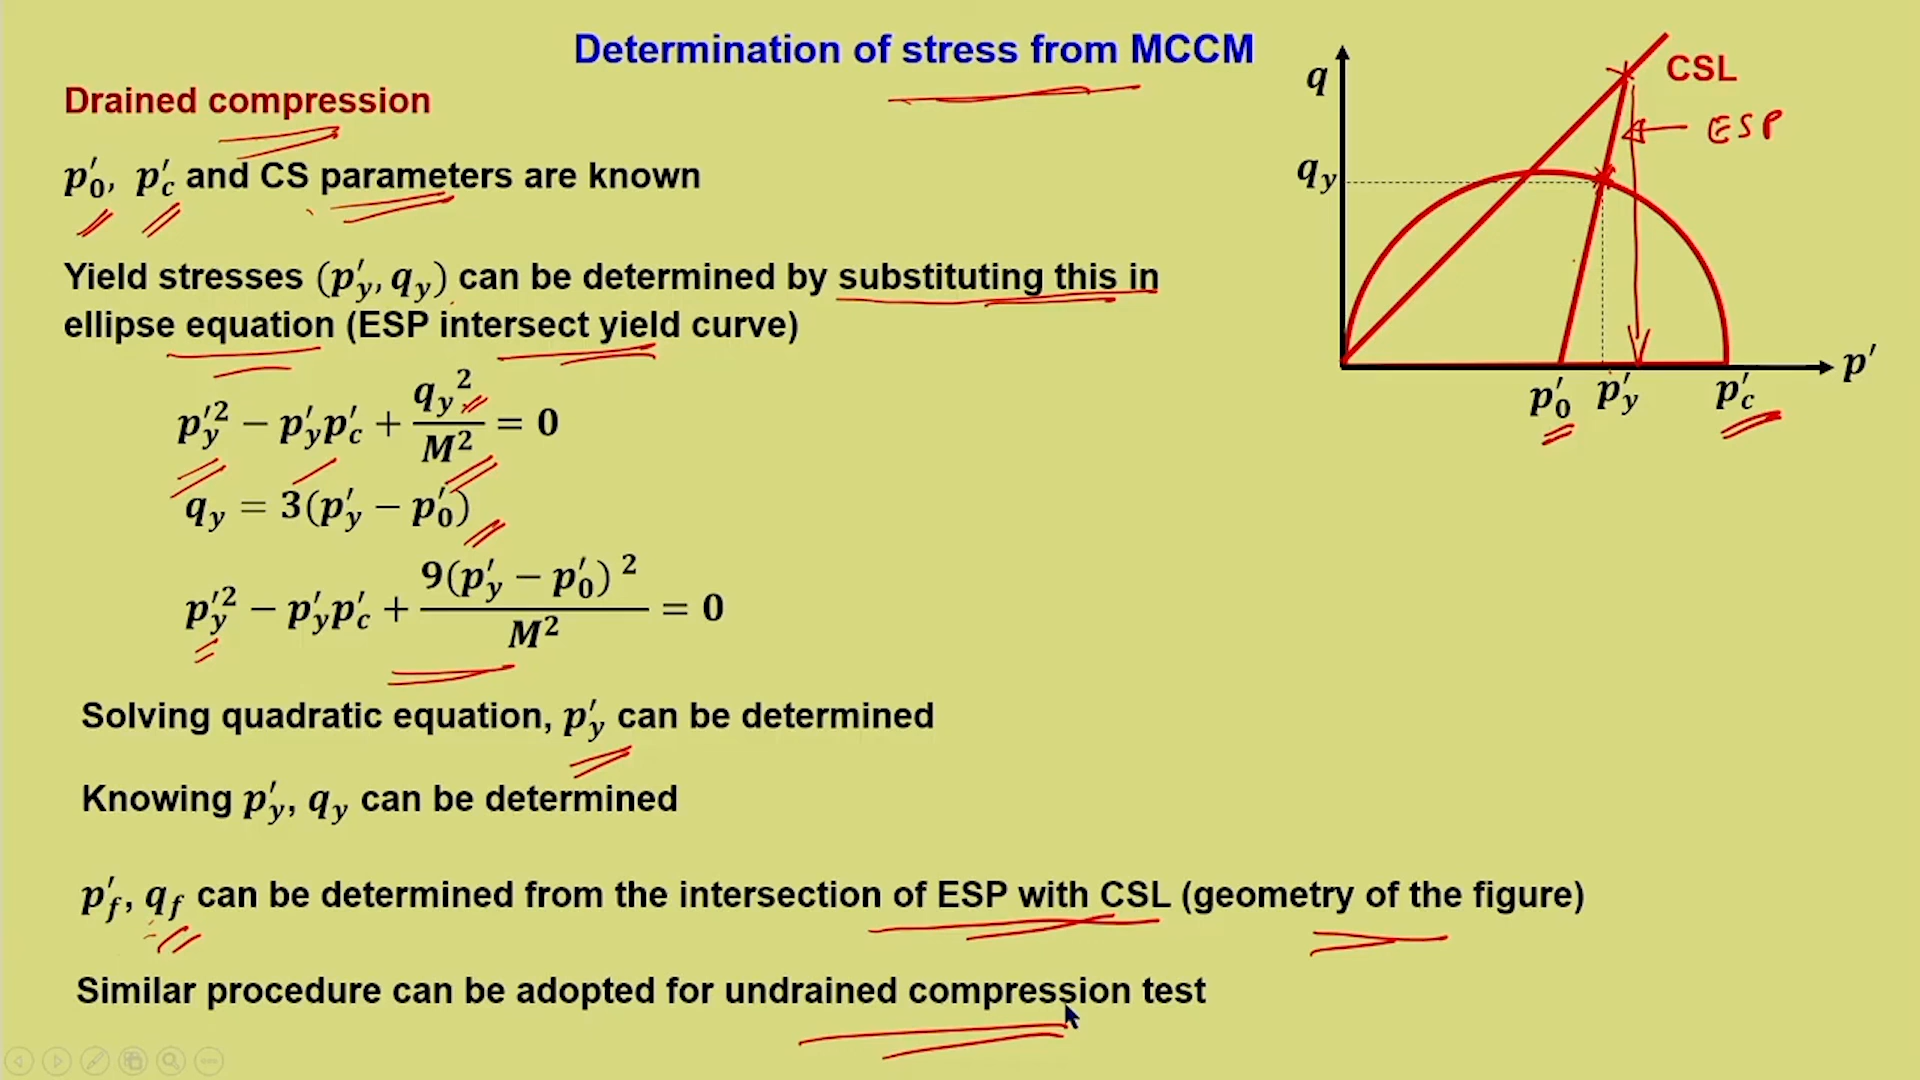 Determination of stress from MCCM
Drained compression
p′₀, p′c and CS parameters are known
Yield stresses (p′y, qy) can be determined by substituting this in
ellipse equation (ESP intersect yield curve)
p′y² − p′yp′c + qy²/M² = 0
qy = 3(p′y − p′₀)
p′y² − p′yp′c + 9(p′y − p′₀)²/M² = 0
Solving quadratic equation, p′y can be determined
Knowing p′y, qy can be determined
p′f, qf can be determined from the intersection of ESP with CSL (geometry of the figure)
Similar procedure can be adopted for undrained compression test
q
CSL
ESP
qy
p′
p′₀ p′y p′c